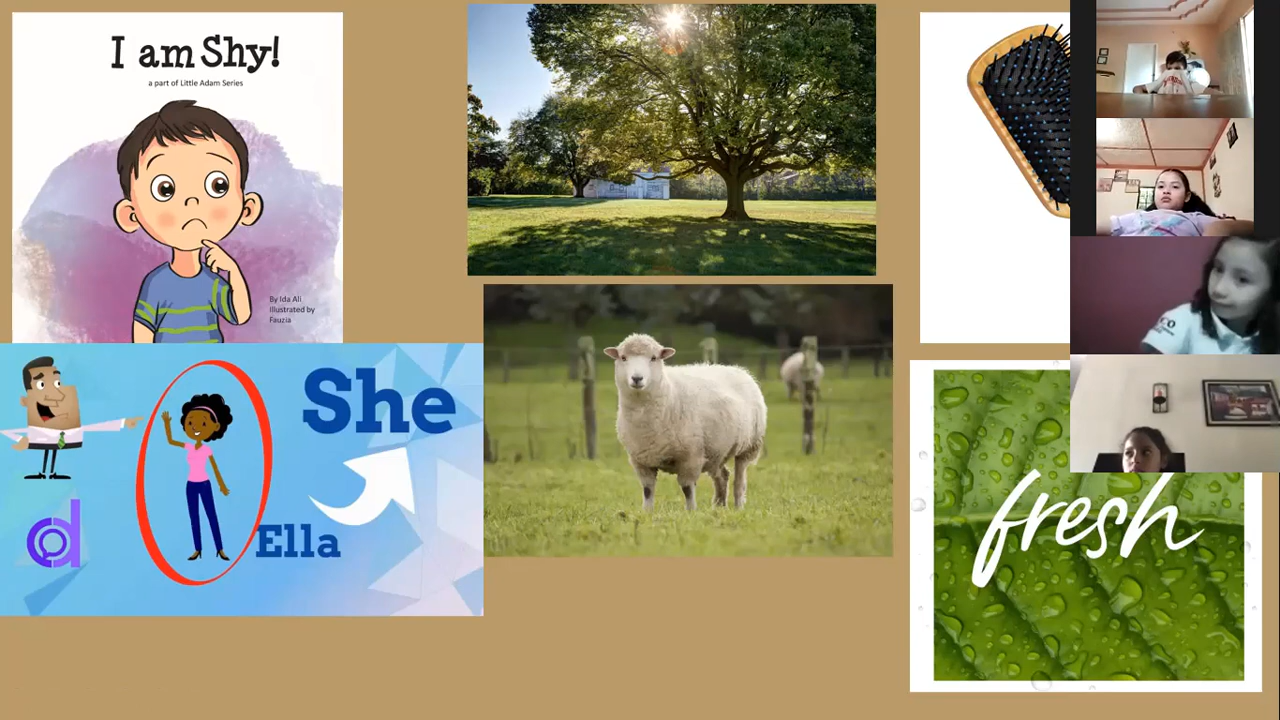 I am Shy!
a part of Little Adam Series
By Ida Ali
Illustrated by
Fauzia
She
Ella
fresh